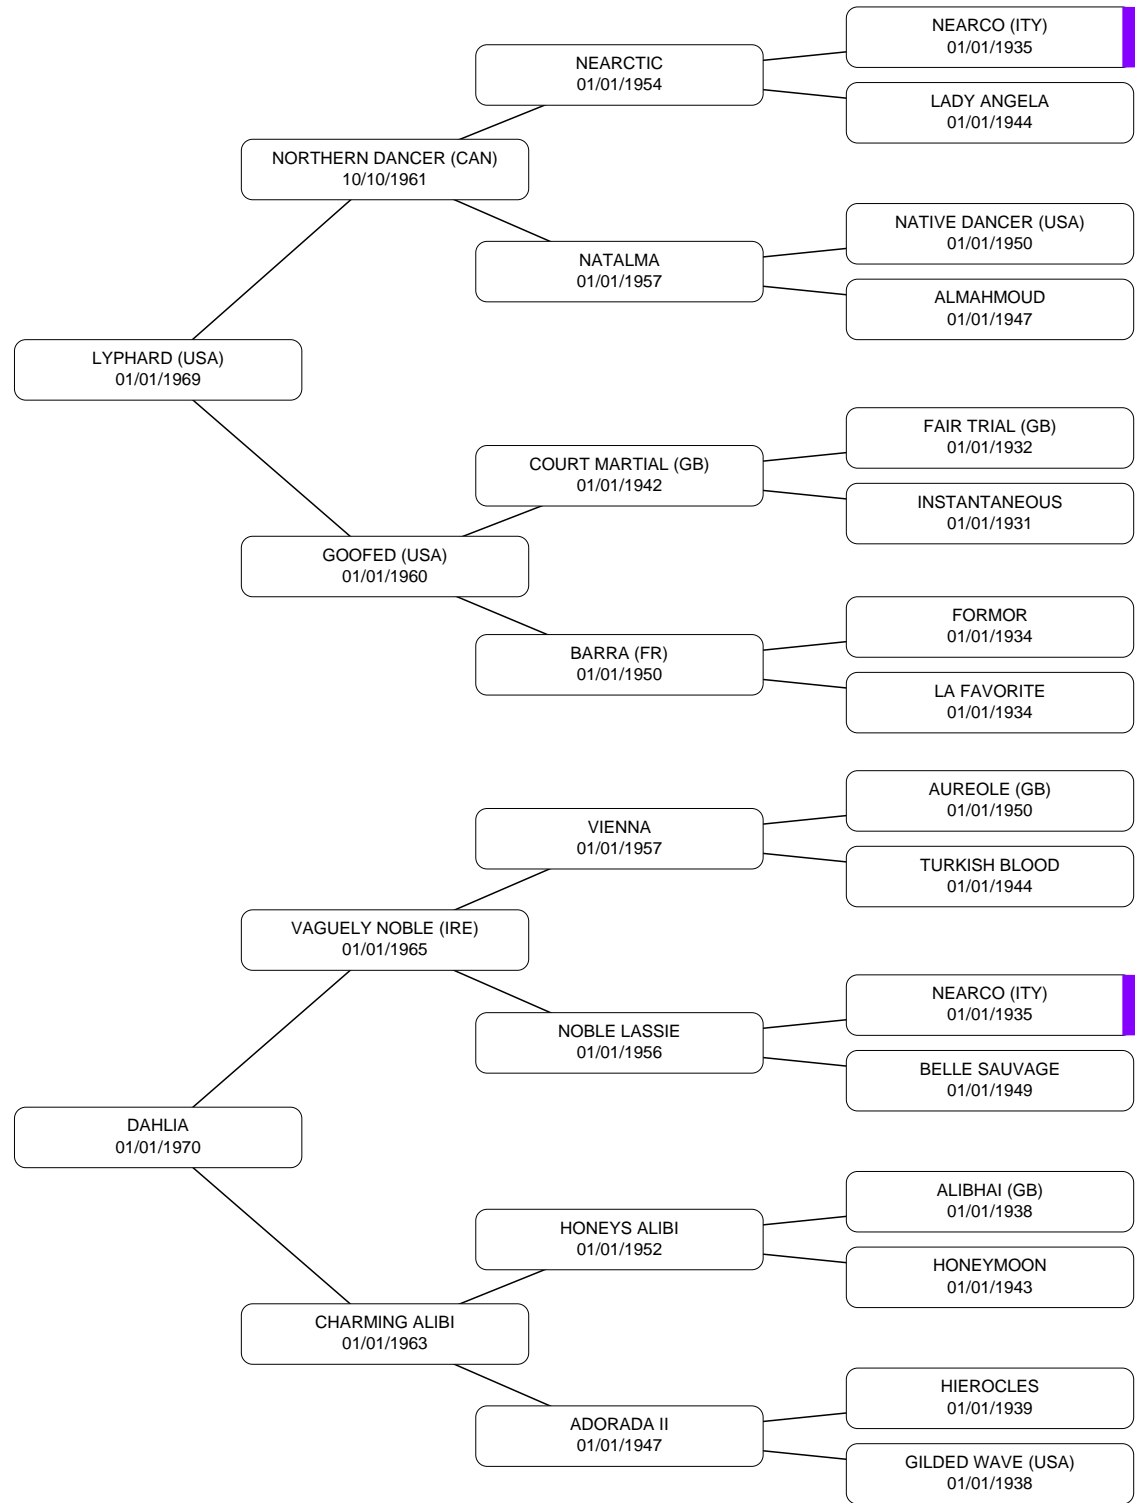 NEARCO (ITY)
01/01/1935
NEARCTIC
01/01/1954
LADY ANGELA
01/01/1944
NORTHERN DANCER (CAN)
10/10/1961
NATIVE DANCER (USA)
01/01/1950
NATALMA
01/01/1957
ALMAHMOUD
01/01/1947
LYPHARD (USA)
01/01/1969
FAIR TRIAL (GB)
01/01/1932
COURT MARTIAL (GB)
01/01/1942
INSTANTANEOUS
01/01/1931
GOOFED (USA)
01/01/1960
FORMOR
01/01/1934
BARRA (FR)
01/01/1950
LA FAVORITE
01/01/1934
AUREOLE (GB)
01/01/1950
VIENNA
01/01/1957
TURKISH BLOOD
01/01/1944
VAGUELY NOBLE (IRE)
01/01/1965
NEARCO (ITY)
01/01/1935
NOBLE LASSIE
01/01/1956
BELLE SAUVAGE
01/01/1949
DAHLIA
01/01/1970
ALIBHAI (GB)
01/01/1938
HONEYS ALIBI
01/01/1952
HONEYMOON
01/01/1943
CHARMING ALIBI
01/01/1963
HIEROCLES
01/01/1939
ADORADA II
01/01/1947
GILDED WAVE (USA)
01/01/1938